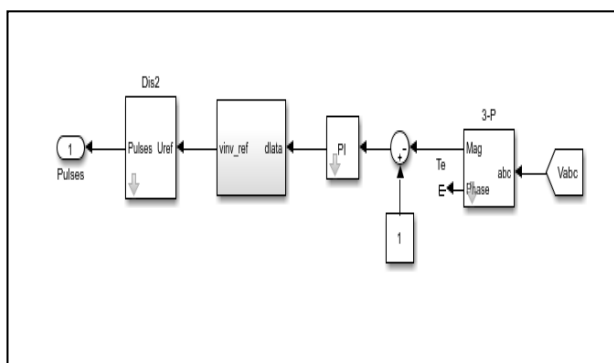 Dis2
3-P
1
Pulses
Pulses Uref
vinv_ref dlata
PI
-
+
Te
Mag
Phase
abc
Vabc
1